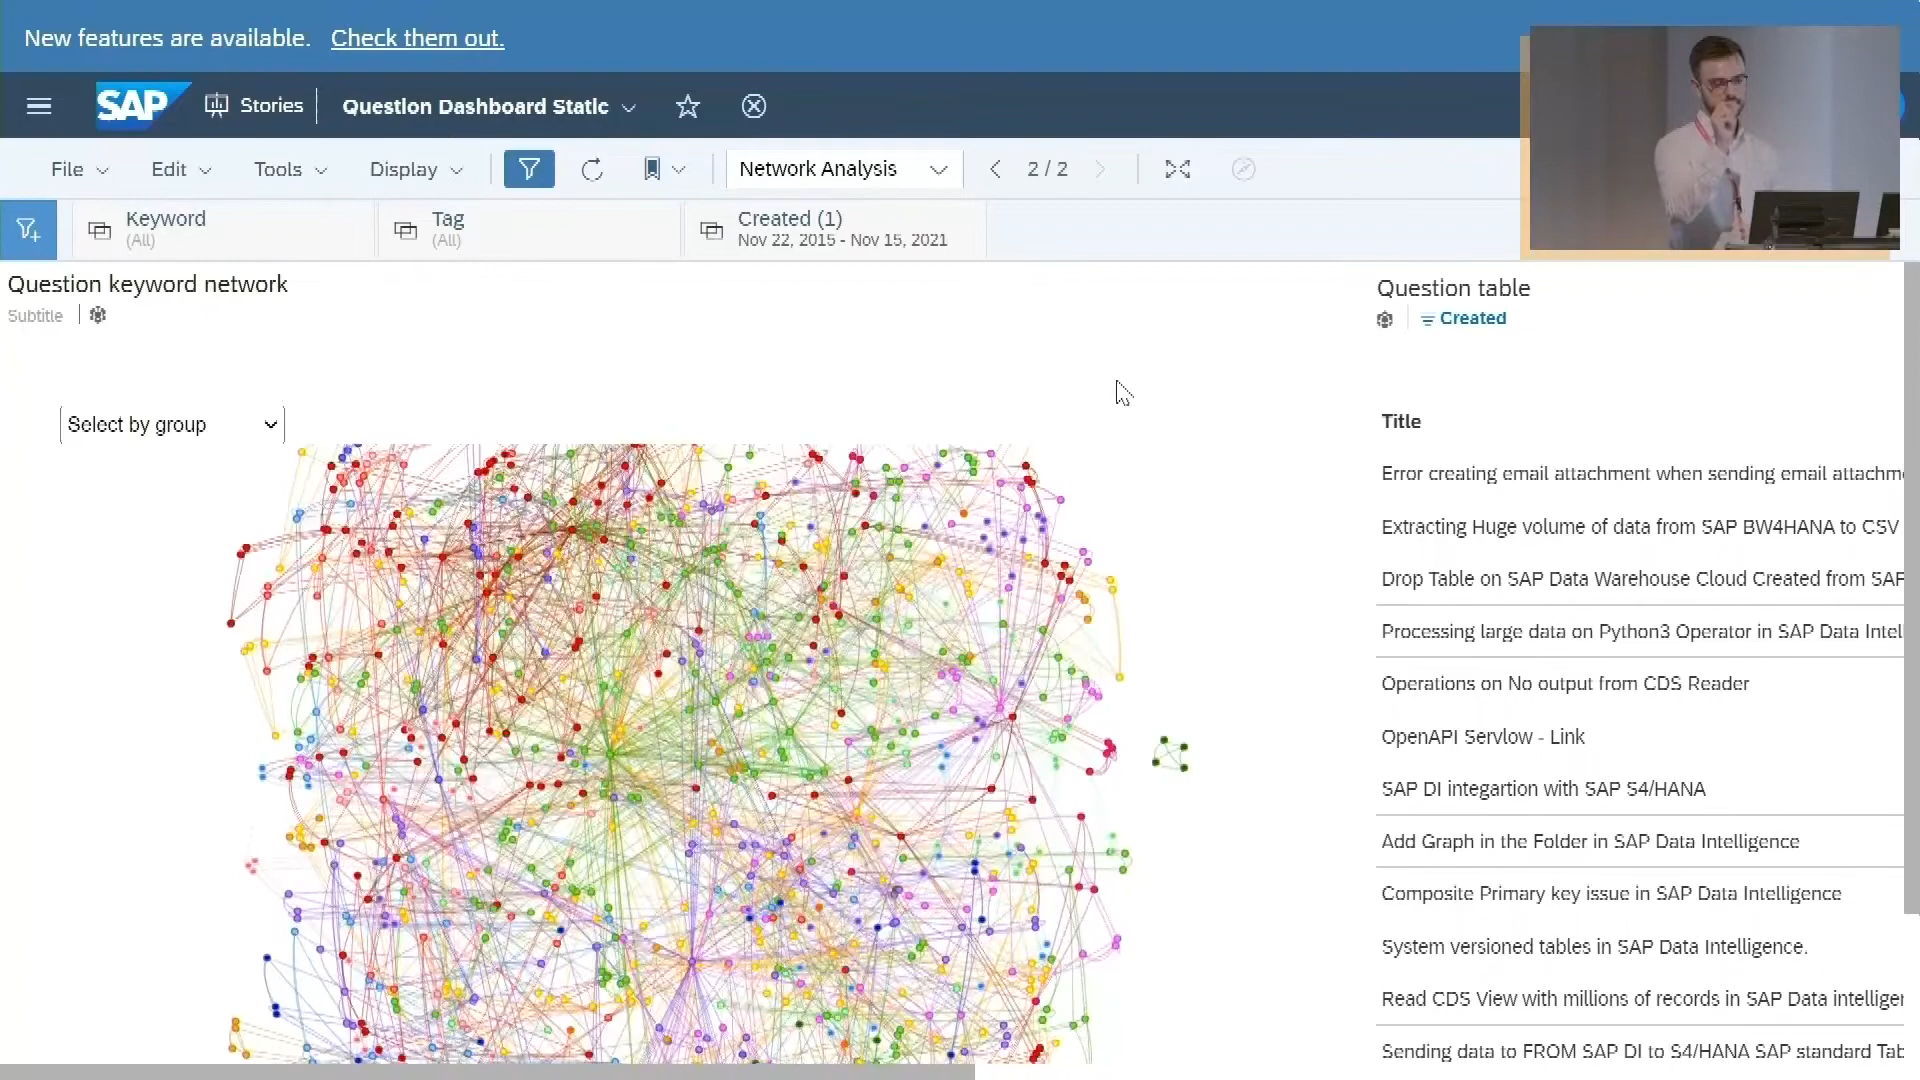 New features are available. Check them out.
SAP Stories Question Dashboard Static
File Edit Tools Display Network Analysis 2 / 2
Keyword
(All)
Tag
(All)
Created (1)
Nov 22, 2015 - Nov 15, 2021
Question keyword network
Subtitle
Select by group
Question table
Created
Title
Error creating email attachment when sending email attachm
Extracting Huge volume of data from SAP BW4HANA to CSV
Drop Table on SAP Data Warehouse Cloud Created from SAP
Processing large data on Python3 Operator in SAP Data Intel
Operations on No output from CDS Reader
OpenAPI Servlow - Link
SAP DI integartion with SAP S4/HANA
Add Graph in the Folder in SAP Data Intelligence
Composite Primary key issue in SAP Data Intelligence
System versioned tables in SAP Data Intelligence.
Read CDS View with millions of records in SAP Data intelliger
Sending data to FROM SAP DI to S4/HANA SAP standard Tab